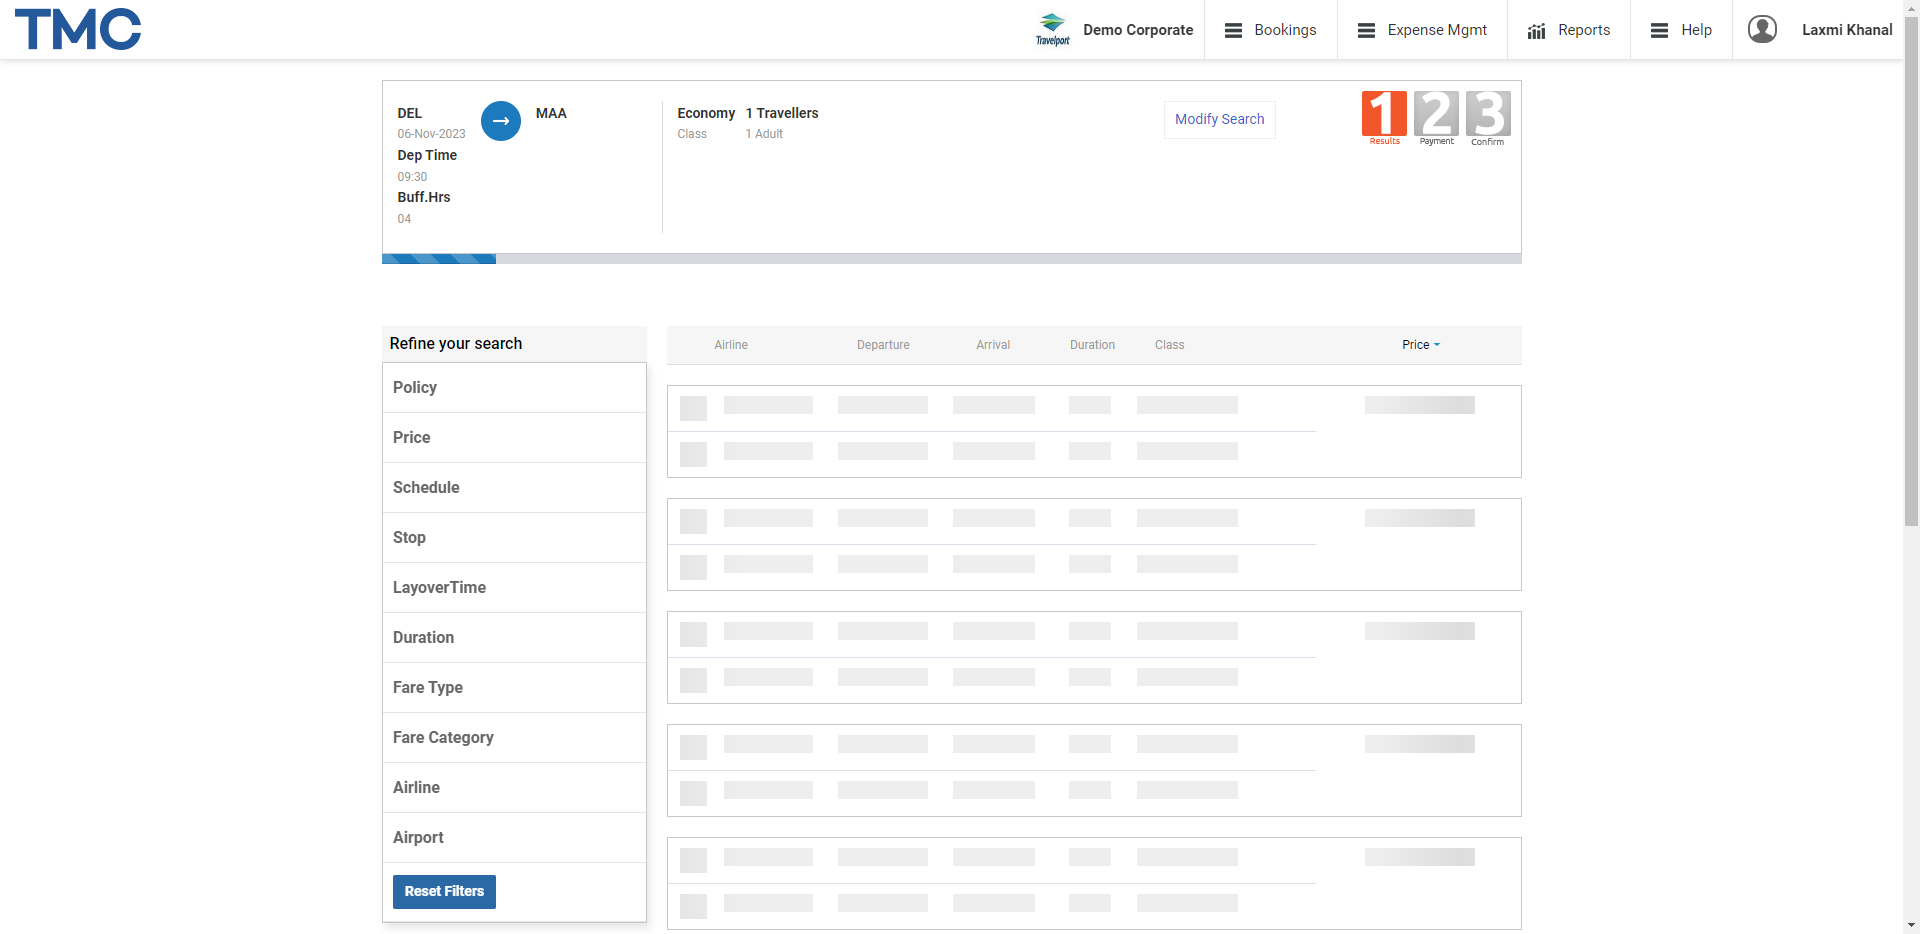 TMC
Travelport
Demo Corporate
Bookings
Expense Mgmt
Reports
Help
Laxmi Khanal
DEL
06-Nov-2023
Dep Time
09:30
Buff.Hrs
04
MAA
Economy
Class
1 Travellers
1 Adult
Modify Search
1
Results
2
Payment
3
Confirm
Refine your search
Policy
Price
Schedule
Stop
LayoverTime
Duration
Fare Type
Fare Category
Airline
Airport
Reset Filters
Airline Departure Arrival Duration Class Price